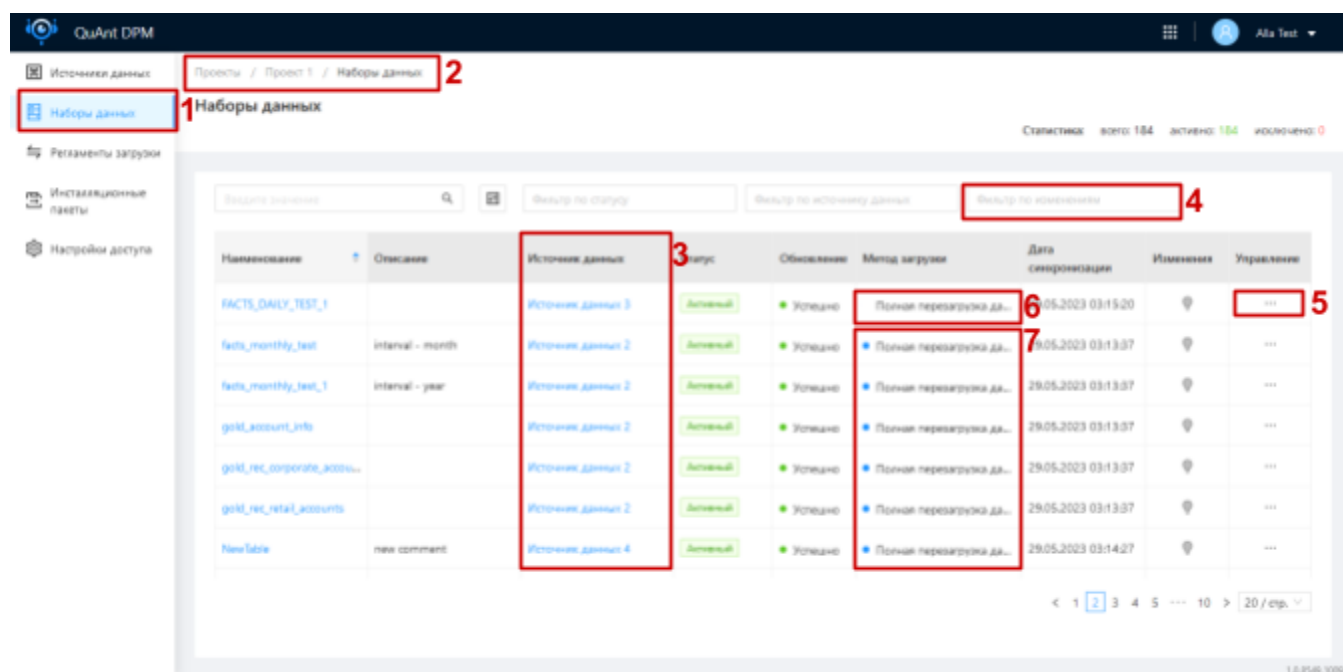 QuAnt DPM
Alla Test
Источники данных
Проекты / Проект 1 / Наборы данных
2
Наборы данных
1
Наборы данных
Статистика: всего: 184 активно: 184 исключено: 0
Регламенты загрузки
Инсталляционные
пакеты
Настройки доступа
Введите значение
Фильтр по статусу
Фильтр по источнику данных
Фильтр по изменениям
4
Наименование Описание Источник данных 3 Статус Обновление Метод загрузки Дата синхронизации Изменения Управление
FACTS_DAILY_TEST_1 Источник данных 3 Активный Успешно Полная перезагрузка да... 6 29.05.2023 03:15:20 ... 5
facts_monthly_test interval - month Источник данных 2 Активный Успешно Полная перезагрузка да... 7 29.05.2023 03:13:37 ...
facts_monthly_test_1 interval - year Источник данных 2 Активный Успешно Полная перезагрузка да... 29.05.2023 03:13:37 ...
gold_account_info Источник данных 2 Активный Успешно Полная перезагрузка да... 29.05.2023 03:13:37 ...
gold_rec_corporate_accou... Источник данных 2 Активный Успешно Полная перезагрузка да... 29.05.2023 03:13:37 ...
gold_rec_retail_accounts Источник данных 2 Активный Успешно Полная перезагрузка да... 29.05.2023 03:13:37 ...
NewTable new comment Источник данных 4 Активный Успешно Полная перезагрузка да... 29.05.2023 03:14:27 ...
< 1 2 3 4 5 ... 10 > 20 / стр.